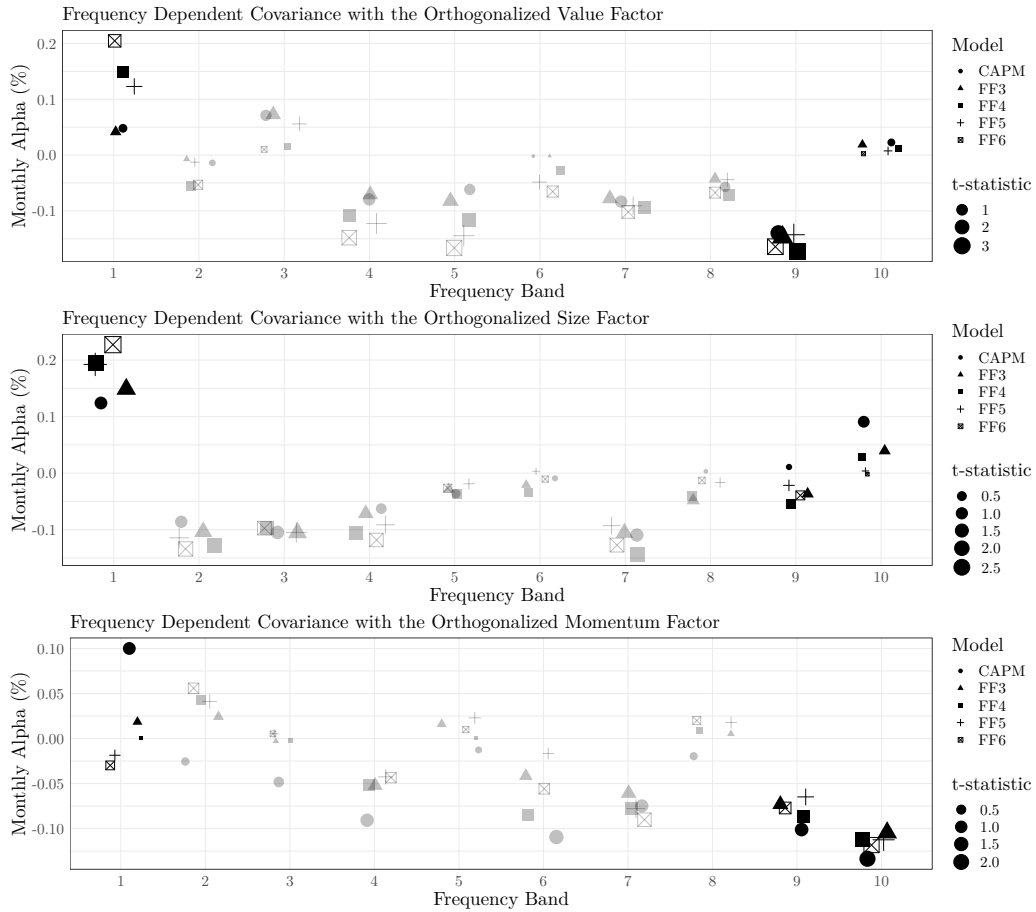 Frequency Dependent Covariance with the Orthogonalized Value Factor
Monthly Alpha (%)
0.2
0.1
0.0
-0.1
1 2 3 4 5 6 7 8 9 10
Frequency Band
Model
CAPM
FF3
FF4
FF5
FF6
t-statistic
1
2
3
Frequency Dependent Covariance with the Orthogonalized Size Factor
Monthly Alpha (%)
0.2
0.1
0.0
-0.1
1 2 3 4 5 6 7 8 9 10
Frequency Band
Model
CAPM
FF3
FF4
FF5
FF6
t-statistic
0.5
1.0
1.5
2.0
2.5
Frequency Dependent Covariance with the Orthogonalized Momentum Factor
Monthly Alpha (%)
0.10
0.05
0.00
-0.05
-0.10
1 2 3 4 5 6 7 8 9 10
Frequency Band
Model
CAPM
FF3
FF4
FF5
FF6
t-statistic
0.5
1.0
1.5
2.0